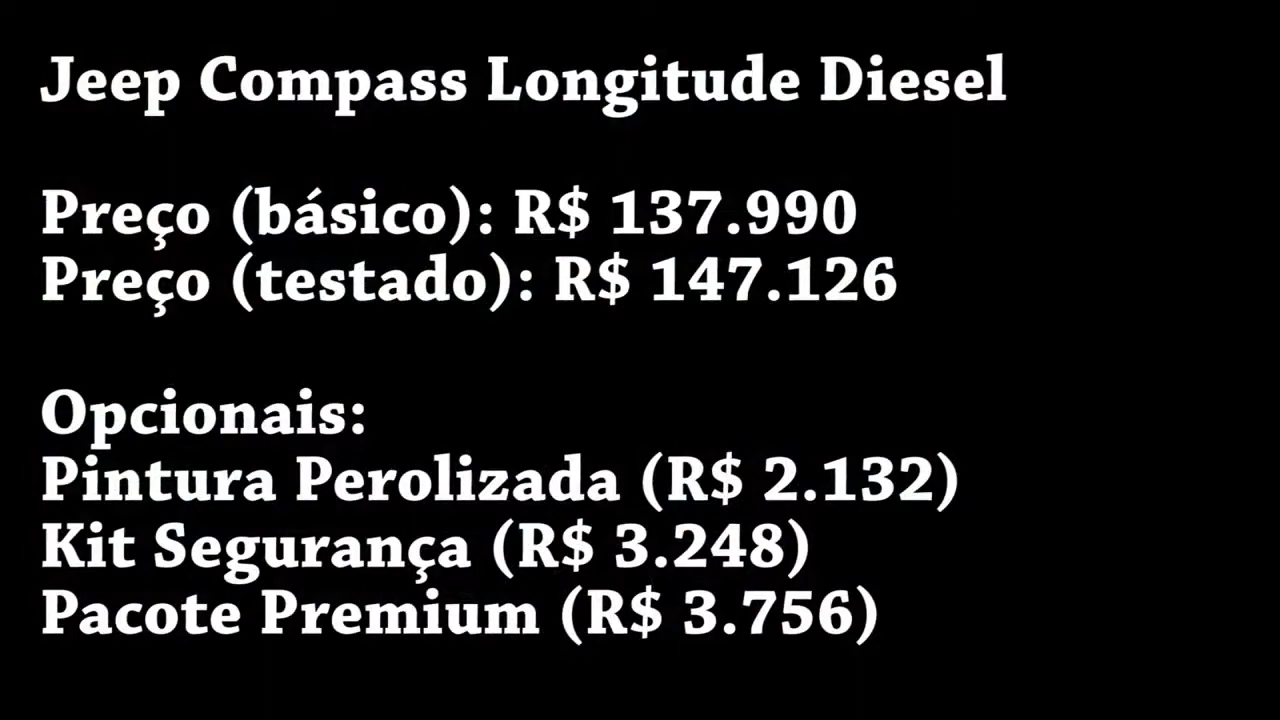 Jeep Compass Longitude Diesel
Preço (básico): R$ 137.990
Preço (testado): R$ 147.126
Opcionais:
Pintura Perolizada (R$ 2.132)
Kit Segurança (R$ 3.248)
Pacote Premium (R$ 3.756)